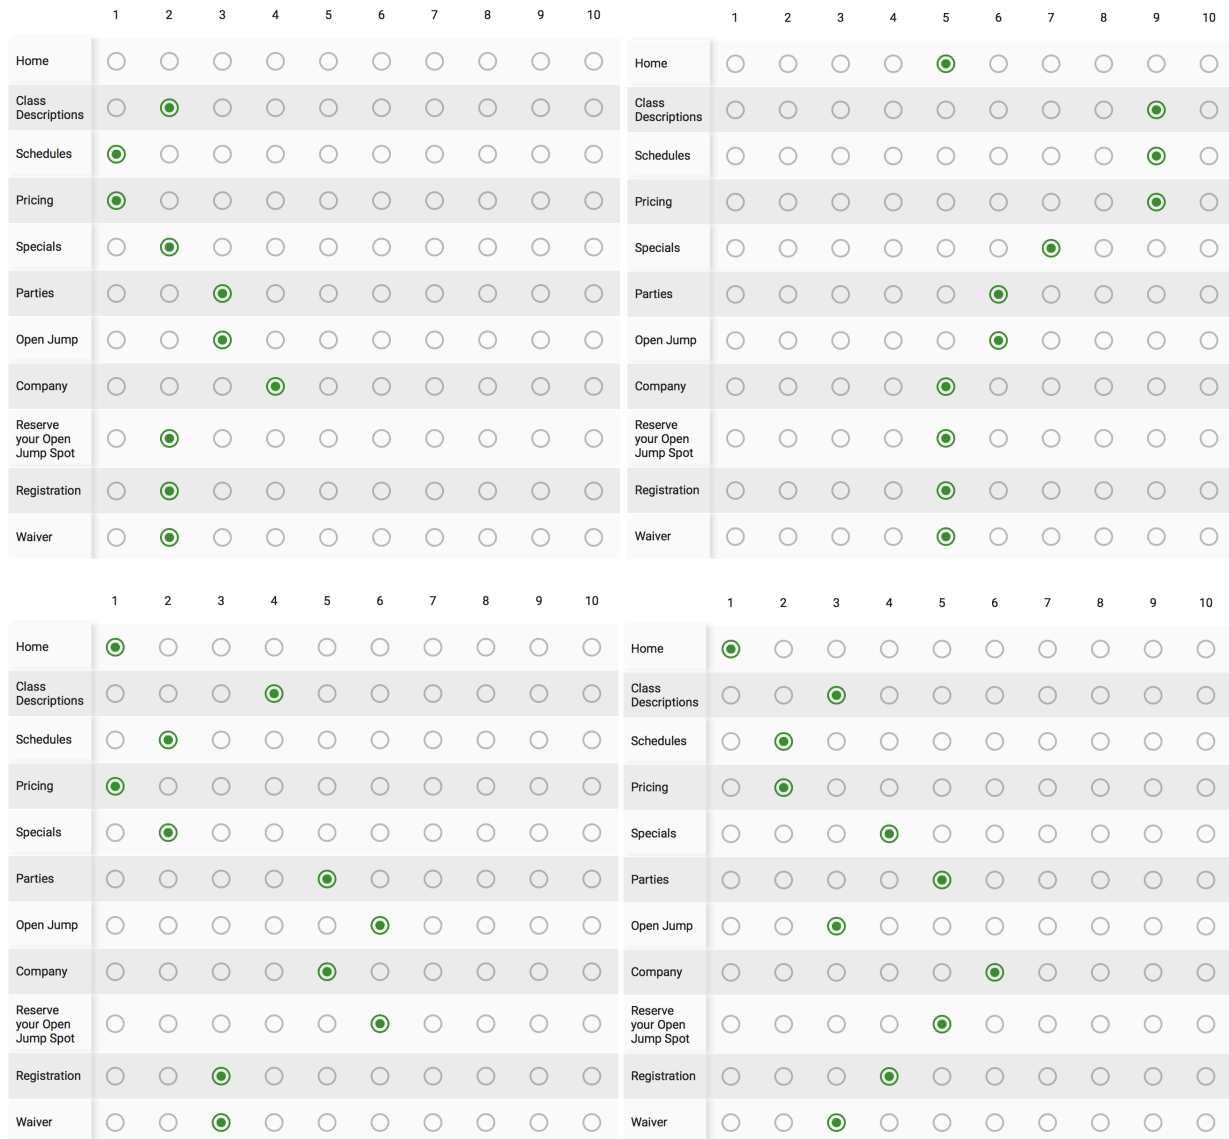 1 2 3 4 5 6 7 8 9 10
Home
Class
Descriptions
Schedules
Pricing
Specials
Parties
Open Jump
Company
Reserve
your Open
Jump Spot
Registration
Waiver
1 2 3 4 5 6 7 8 9 10
Home
Class
Descriptions
Schedules
Pricing
Specials
Parties
Open Jump
Company
Reserve
your Open
Jump Spot
Registration
Waiver
1 2 3 4 5 6 7 8 9 10
Home
Class
Descriptions
Schedules
Pricing
Specials
Parties
Open Jump
Company
Reserve
your Open
Jump Spot
Registration
Waiver
1 2 3 4 5 6 7 8 9 10
Home
Class
Descriptions
Schedules
Pricing
Specials
Parties
Open Jump
Company
Reserve
your Open
Jump Spot
Registration
Waiver